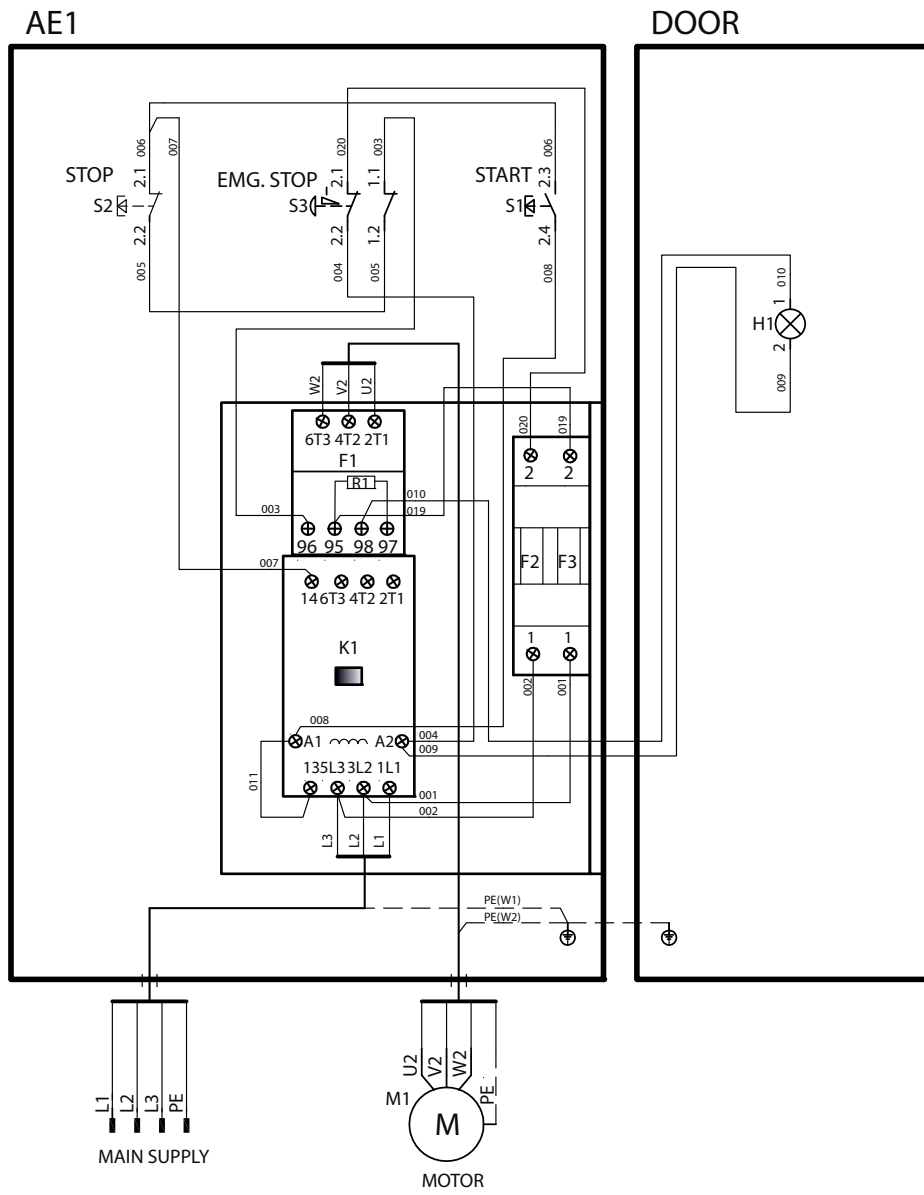 AE1
DOOR
006
007
020
003
006
STOP
2.1
EMG. STOP
2.1
1.1
START
2.3
S2
S3
S1
2.2
2.2
1.2
2.4
005
004
005
008
010
1
H1
2
009
W2
V2
U2
020
019
6T3 4T2 2T1
F1
2
2
R1
010
003
019
96 95 98 97
007
F2
F3
14 6T3 4T2 2T1
1
1
K1
002
001
008
A1
A2
004
009
011
13 5L3 3L2 1L1
001
002
L3
L2
L1
PE(W1)
PE(W2)
L1
L2
L3
PE
U2
V2
W2
PE
M1
M
MAIN SUPPLY
MOTOR